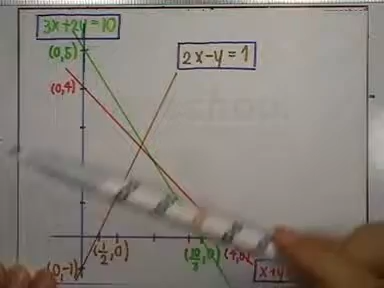 3x+2y=10
(0,5)
2x-y=1
(0,4)
(0,-1)
(1/2,0)
(10/3,0)
(4,0)
x+y